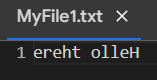 MyFile1.txt ×
1 ereht olleH